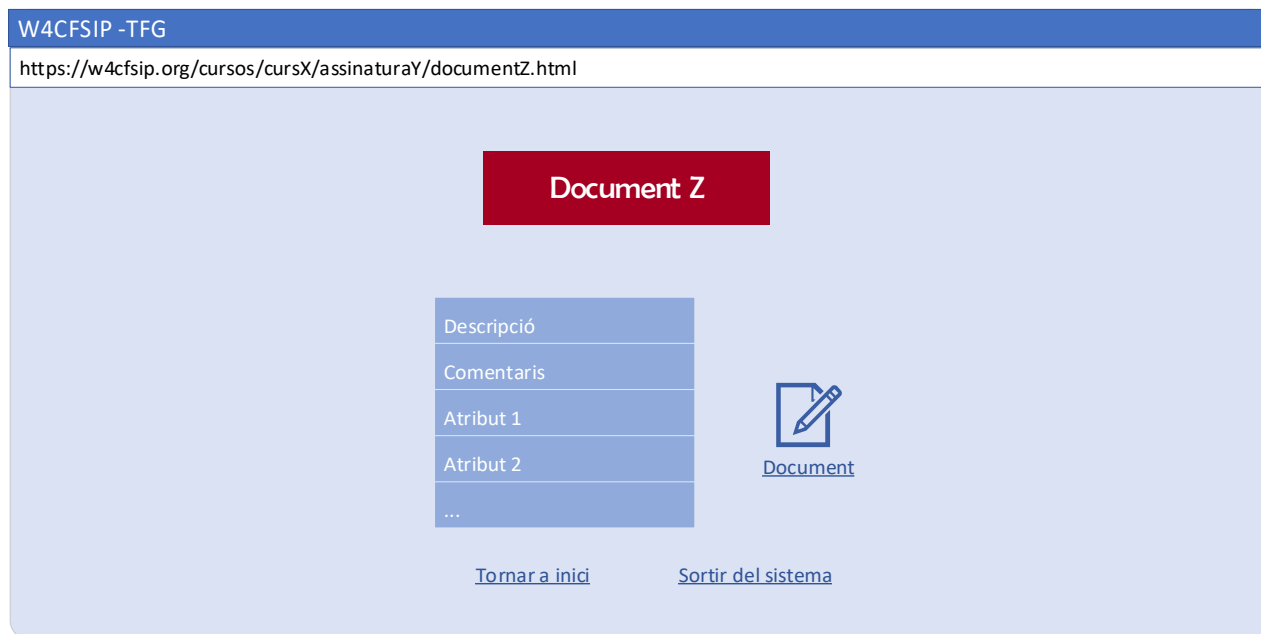 W4CFSIP -TFG
https://w4cfsip.org/cursos/cursX/assinaturaY/documentZ.html
Document Z
Descripció
Comentaris
Atribut 1
Atribut 2
...
Document
Tornar a inici
Sortir del sistema